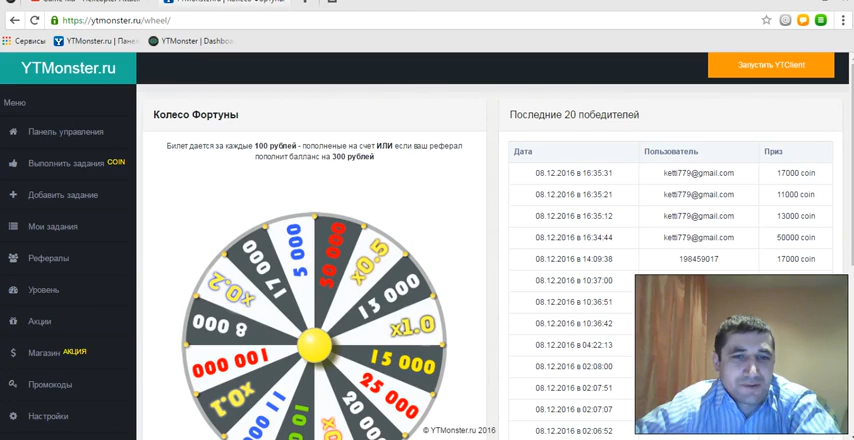 https://ytmonster.ru/wheel/
Сервисы
YTMonster.ru | Пане
YTMonster | Dashbo
YTMonster.ru
Запустить YTClient
Меню
Панель управления
Выполнить задания COIN
Добавить задание
Мои задания
Рефералы
Уровень
Акции
Магазин АКЦИЯ
Промокоды
Настройки
Колесо Фортуны
Билет дается за каждые 100 рублей - пополненые на счет ИЛИ если ваш реферал
пополнит балланс на 300 рублей
5 000
50 000
x0.5
13 000
x1.0
15 000
25 000
20 000
x0.1
100 000
8 000
x0.2
17 000
© YTMonster.ru 2016
Последние 20 победителей
Дата Пользователь Приз
08.12.2016 в 16:35:31 ketti779@gmail.com 17000 coin
08.12.2016 в 16:35:21 ketti779@gmail.com 11000 coin
08.12.2016 в 16:35:12 ketti779@gmail.com 13000 coin
08.12.2016 в 16:34:44 ketti779@gmail.com 50000 coin
08.12.2016 в 14:09:38 198459017 17000 coin
08.12.2016 в 10:37:00
08.12.2016 в 10:36:51
08.12.2016 в 10:36:42
08.12.2016 в 04:22:13
08.12.2016 в 02:08:00
08.12.2016 в 02:07:51
08.12.2016 в 02:07:07
08.12.2016 в 02:06:52